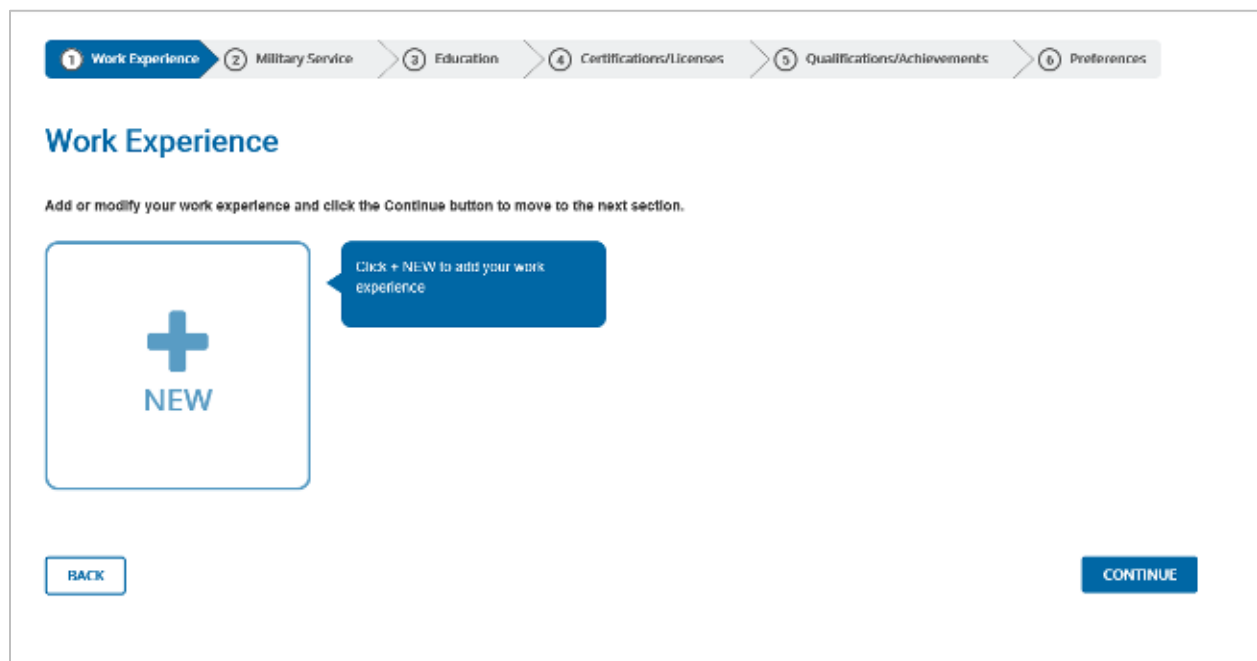 1 Work Experience 2 Military Service 3 Education 4 Certifications/Licenses 5 Qualifications/Achievements 6 Preferences
Work Experience
Add or modify your work experience and click the Continue button to move to the next section.
Click + NEW to add your work
experience
NEW
BACK CONTINUE